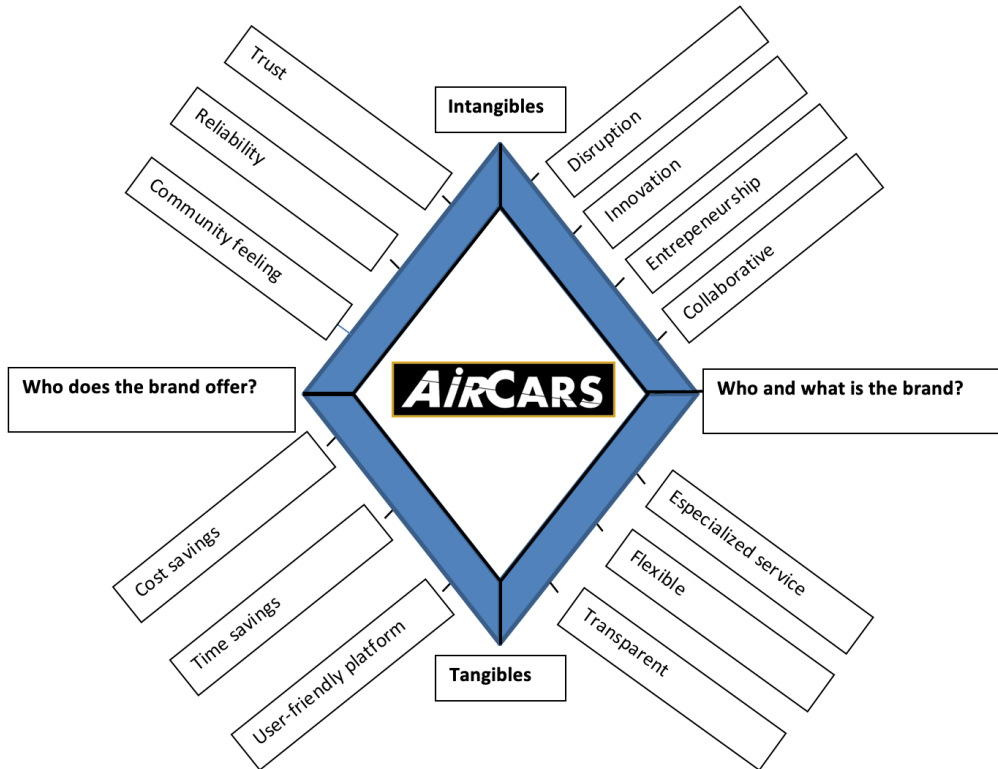 Intangibles
Trust
Reliability
Community feeling
Disruption
Innovation
Entrepeneurship
Collaborative
Who does the brand offer?
AiRCARS
Who and what is the brand?
Cost savings
Time savings
User-friendly platform
Especialized service
Flexible
Transparent
Tangibles